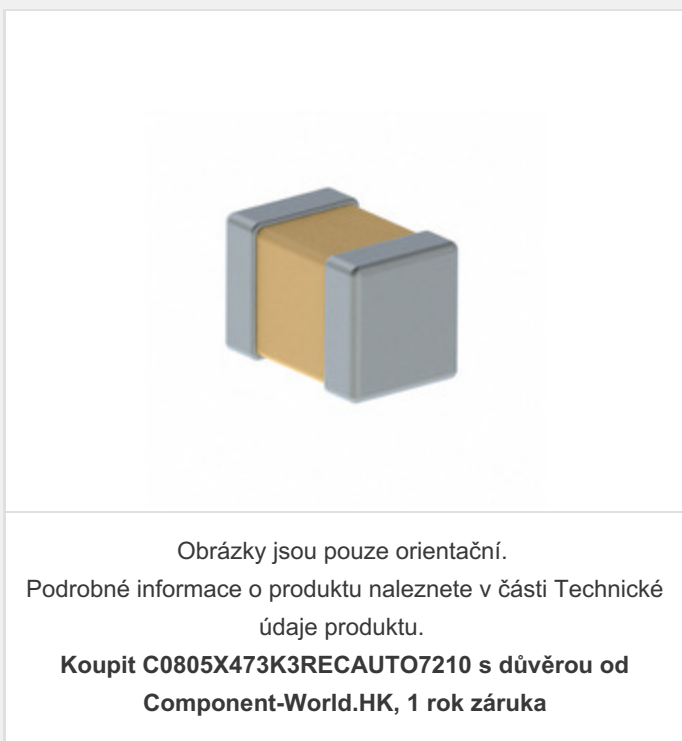 Obrázky jsou pouze orientační.
Podrobné informace o produktu naleznete v části Technické
údaje produktu.
Koupit C0805X473K3RECAUTO7210 s důvěrou od
Component-World.HK, 1 rok záruka